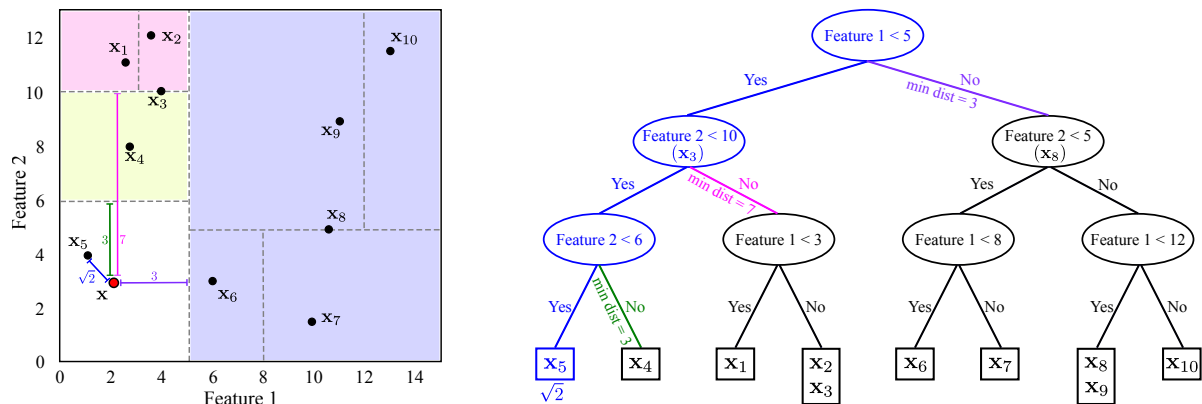 12
10
8
6
4
2
0
0
2
4
6
8
10
12
14
Feature 1
Feature 2
x₁
x₂
x₃
x₄
x₅
x
x₆
x₇
x₈
x₉
x₁₀
3
7
√2
3
Feature 1 < 5
Yes
No
min dist = 3
Feature 2 < 10
(x₃)
Feature 2 < 5
(x₈)
Yes
No
min dist = 7
Yes
No
Feature 2 < 6
Feature 1 < 3
Feature 1 < 8
Feature 1 < 12
Yes
No
min dist = 3
Yes
No
Yes
No
Yes
No
x₅
√2
x₄
x₁
x₂
x₃
x₆
x₇
x₈
x₉
x₁₀